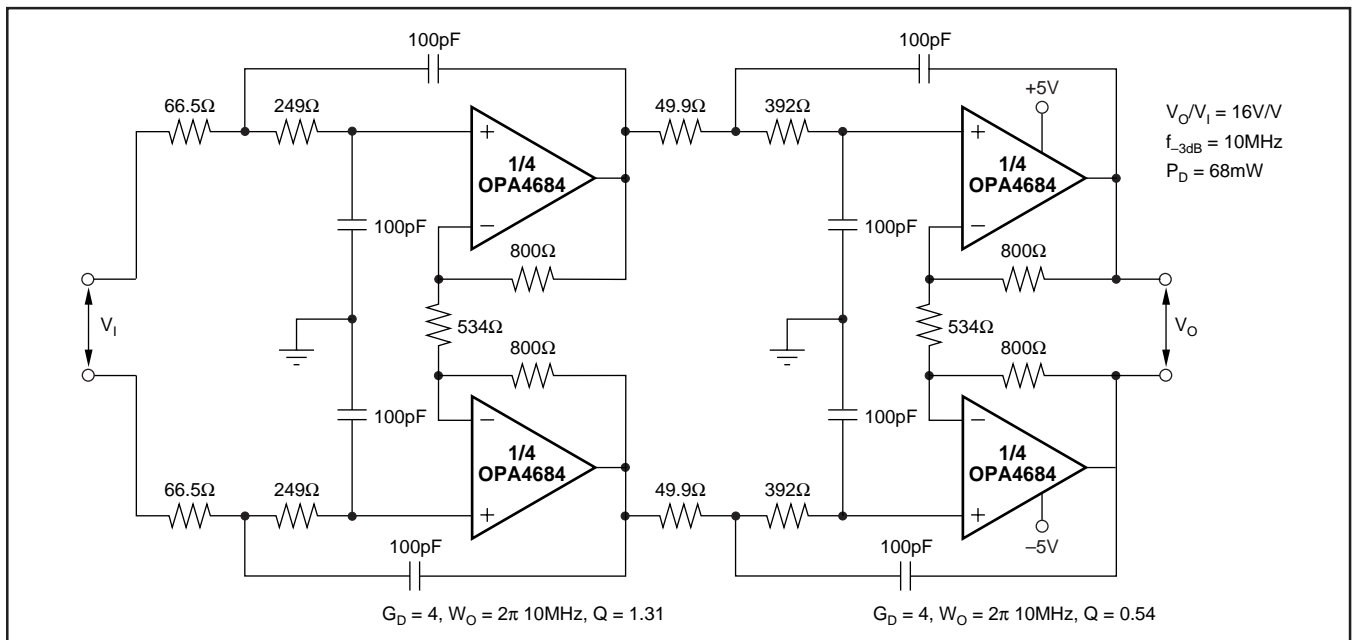 100pF
100pF
+5V
66.5Ω
249Ω
49.9Ω
392Ω
V_O/V_I = 16V/V
f_–3dB = 10MHz
P_D = 68mW
+
1/4
OPA4684
–
+
1/4
OPA4684
–
100pF
100pF
800Ω
800Ω
V_I
534Ω
534Ω
V_O
800Ω
800Ω
100pF
100pF
–
1/4
OPA4684
+
–
1/4
OPA4684
+
66.5Ω
249Ω
49.9Ω
392Ω
–5V
100pF
100pF
G_D = 4, W_O = 2π 10MHz, Q = 1.31
G_D = 4, W_O = 2π 10MHz, Q = 0.54